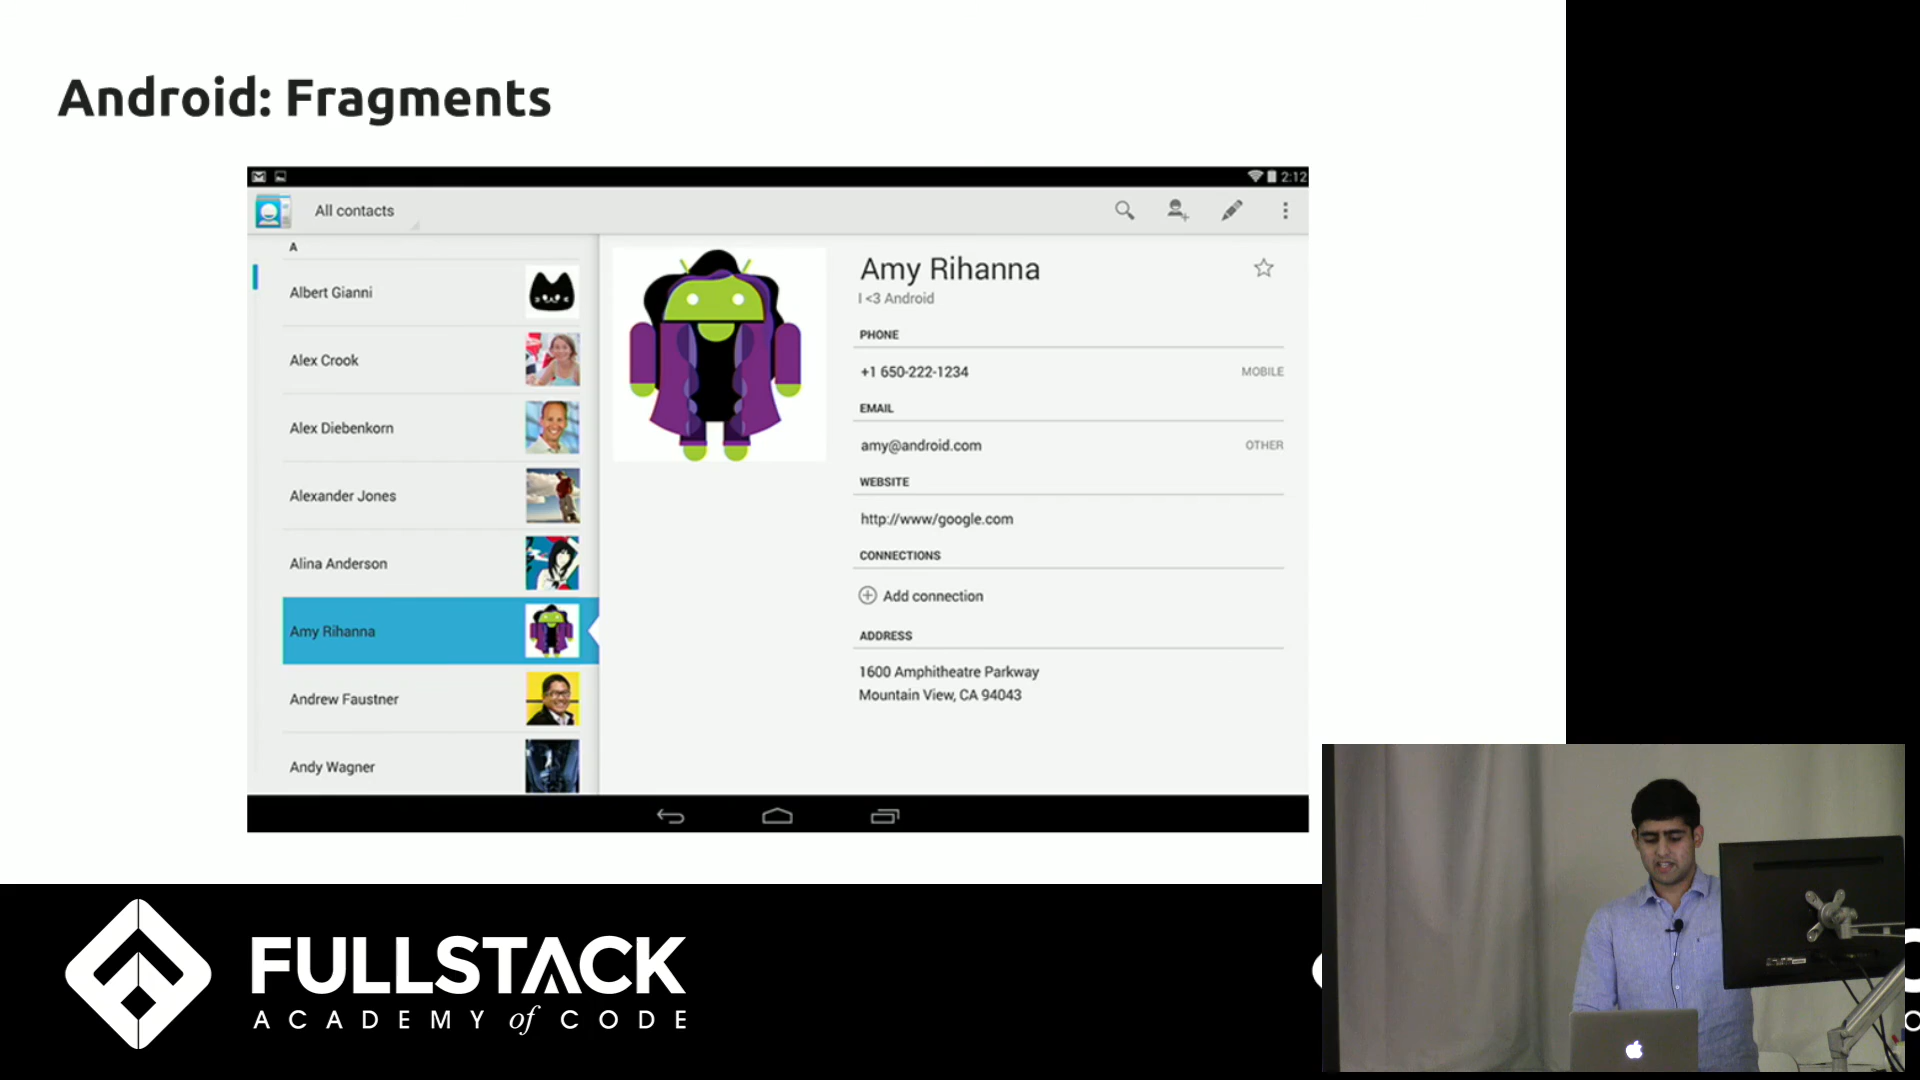 Android: Fragments
2:12
All contacts
A
Albert Gianni
Alex Crook
Alex Diebenkorn
Alexander Jones
Alina Anderson
Amy Rihanna
Andrew Faustner
Andy Wagner
Amy Rihanna
I <3 Android
PHONE
+1 650-222-1234
MOBILE
EMAIL
amy@android.com
OTHER
WEBSITE
http://www/google.com
CONNECTIONS
Add connection
ADDRESS
1600 Amphitheatre Parkway
Mountain View, CA 94043
FULLSTACK
ACADEMY of CODE